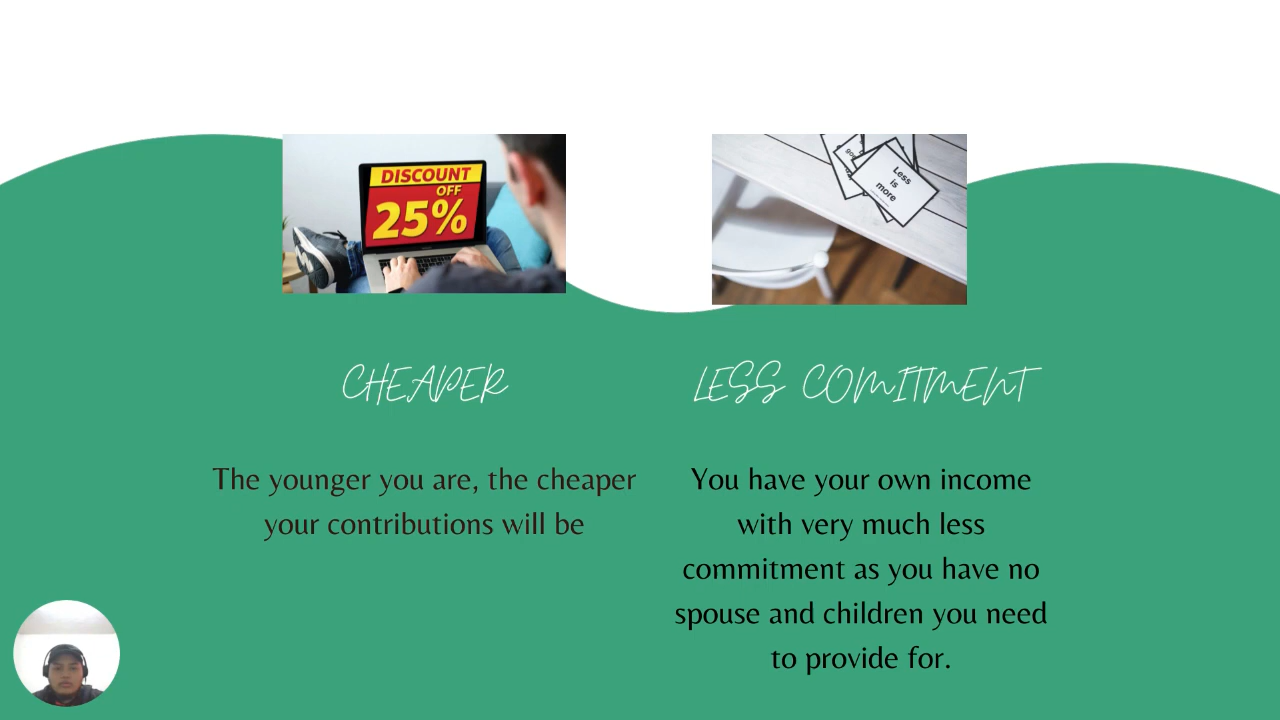 DISCOUNT
OFF
25%
Less
is
more
CHEAPER
The younger you are, the cheaper
your contributions will be
LESS COMITMENT
You have your own income
with very much less
commitment as you have no
spouse and children you need
to provide for.